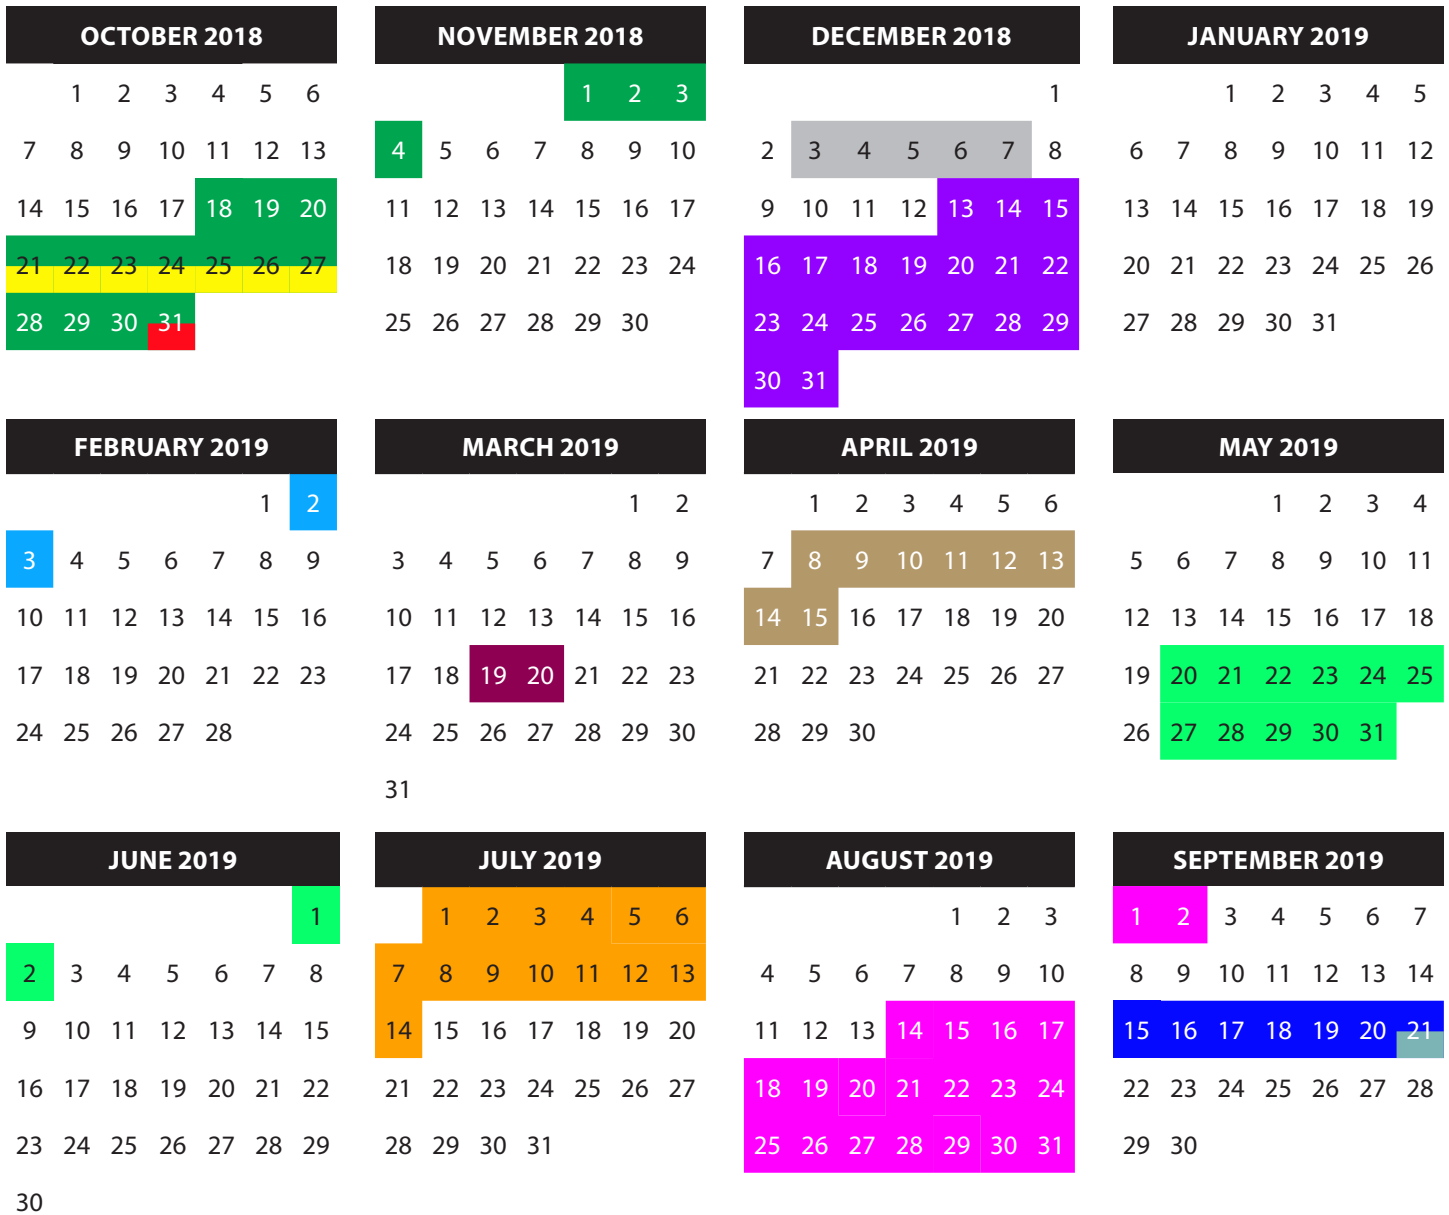 OCTOBER 2018
1 2 3 4 5 6
7 8 9 10 11 12 13
14 15 16 17 18 19 20
21 22 23 24 25 26 27
28 29 30 31
NOVEMBER 2018
1 2 3
4 5 6 7 8 9 10
11 12 13 14 15 16 17
18 19 20 21 22 23 24
25 26 27 28 29 30
DECEMBER 2018
1
2 3 4 5 6 7 8
9 10 11 12 13 14 15
16 17 18 19 20 21 22
23 24 25 26 27 28 29
30 31
JANUARY 2019
1 2 3 4 5
6 7 8 9 10 11 12
13 14 15 16 17 18 19
20 21 22 23 24 25 26
27 28 29 30 31
FEBRUARY 2019
1 2
3 4 5 6 7 8 9
10 11 12 13 14 15 16
17 18 19 20 21 22 23
24 25 26 27 28
MARCH 2019
1 2
3 4 5 6 7 8 9
10 11 12 13 14 15 16
17 18 19 20 21 22 23
24 25 26 27 28 29 30
31
APRIL 2019
1 2 3 4 5 6
7 8 9 10 11 12 13
14 15 16 17 18 19 20
21 22 23 24 25 26 27
28 29 30
MAY 2019
1 2 3 4
5 6 7 8 9 10 11
12 13 14 15 16 17 18
19 20 21 22 23 24 25
26 27 28 29 30 31
JUNE 2019
1
2 3 4 5 6 7 8
9 10 11 12 13 14 15
16 17 18 19 20 21 22
23 24 25 26 27 28 29
30
JULY 2019
1 2 3 4 5 6
7 8 9 10 11 12 13
14 15 16 17 18 19 20
21 22 23 24 25 26 27
28 29 30 31
AUGUST 2019
1 2 3
4 5 6 7 8 9 10
11 12 13 14 15 16 17
18 19 20 21 22 23 24
25 26 27 28 29 30 31
SEPTEMBER 2019
1 2 3 4 5 6 7
8 9 10 11 12 13 14
15 16 17 18 19 20 21
22 23 24 25 26 27 28
29 30